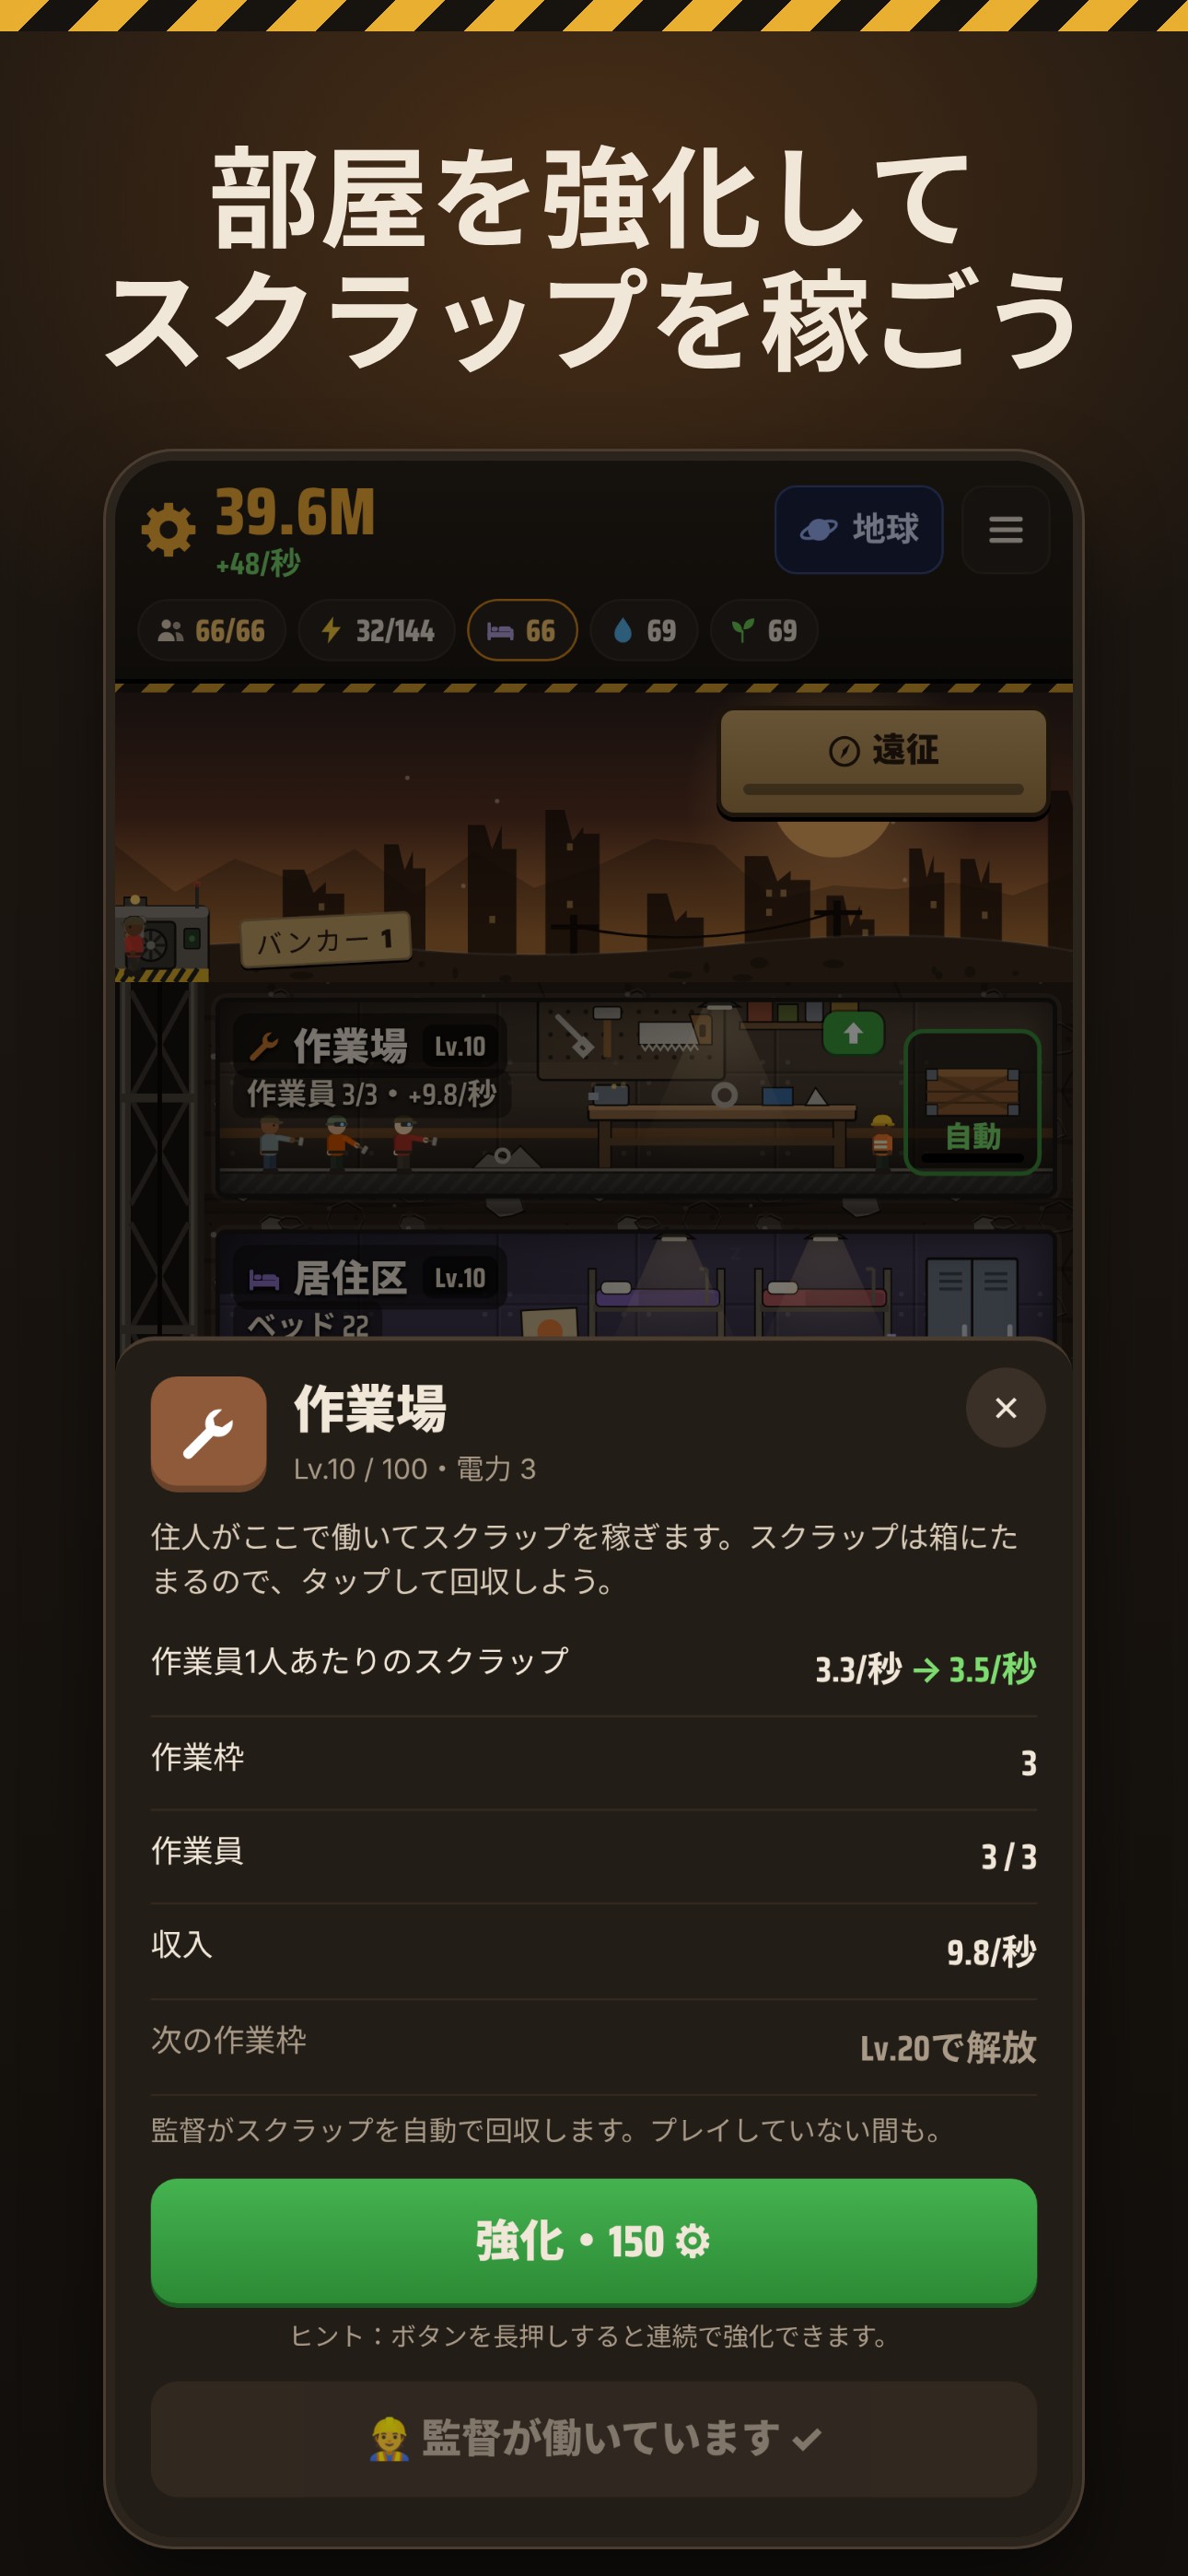 部屋を強化して
スクラップを稼ごう
39.6M
+48/秒
地球
66/66
32/144
66
69
69
遠征
バンカー 1
作業場 Lv.10
作業員 3/3・+9.8/秒
自動
居住区 Lv.10
ベッド 22
作業場
Lv.10 / 100・電力 3
住人がここで働いてスクラップを稼ぎます。スクラップは箱にた
まるので、タップして回収しよう。
作業員1人あたりのスクラップ 3.3/秒 → 3.5/秒
作業枠 3
作業員 3 / 3
収入 9.8/秒
次の作業枠 Lv.20で解放
監督がスクラップを自動で回収します。プレイしていない間も。
強化・150 ⚙
ヒント：ボタンを長押しすると連続で強化できます。
👷 監督が働いています ✓